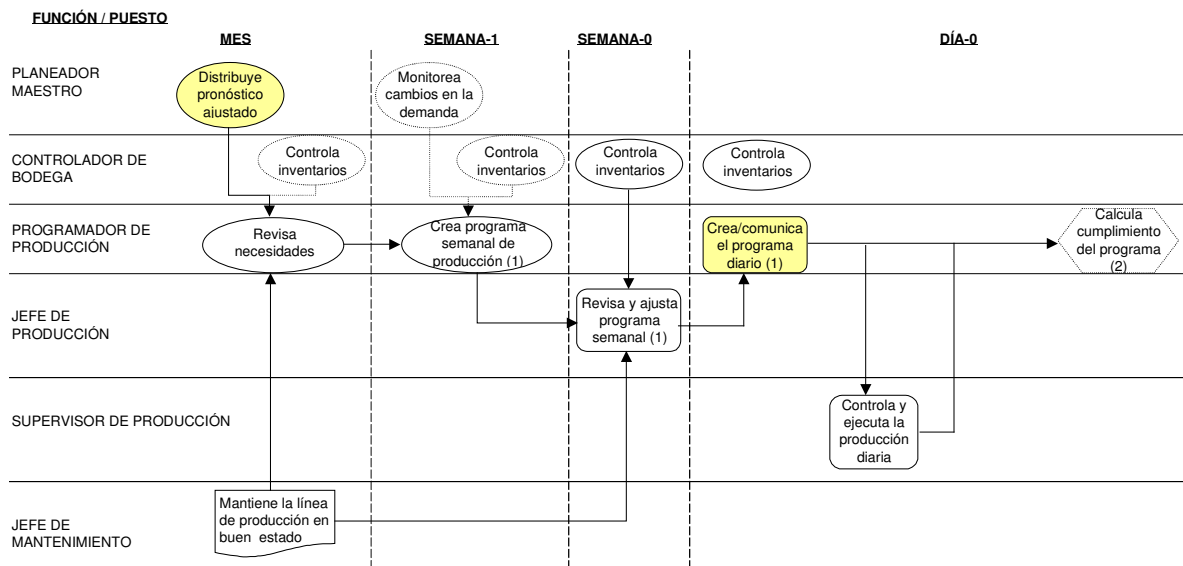 FUNCIÓN / PUESTO
MES
SEMANA-1
SEMANA-0
DÍA-0
PLANEADOR
MAESTRO
Distribuye
pronóstico
ajustado
Monitorea
cambios en la
demanda
CONTROLADOR DE
BODEGA
Controla
inventarios
Controla
inventarios
Controla
inventarios
Controla
inventarios
PROGRAMADOR DE
PRODUCCIÓN
Revisa
necesidades
Crea programa
semanal de
producción (1)
Crea/comunica
el programa
diario (1)
Calcula
cumplimiento
del programa
(2)
JEFE DE
PRODUCCIÓN
Revisa y ajusta
programa
semanal (1)
SUPERVISOR DE PRODUCCIÓN
Controla y
ejecuta la
producción
diaria
JEFE DE
MANTENIMIENTO
Mantiene la línea
de producción en
buen estado